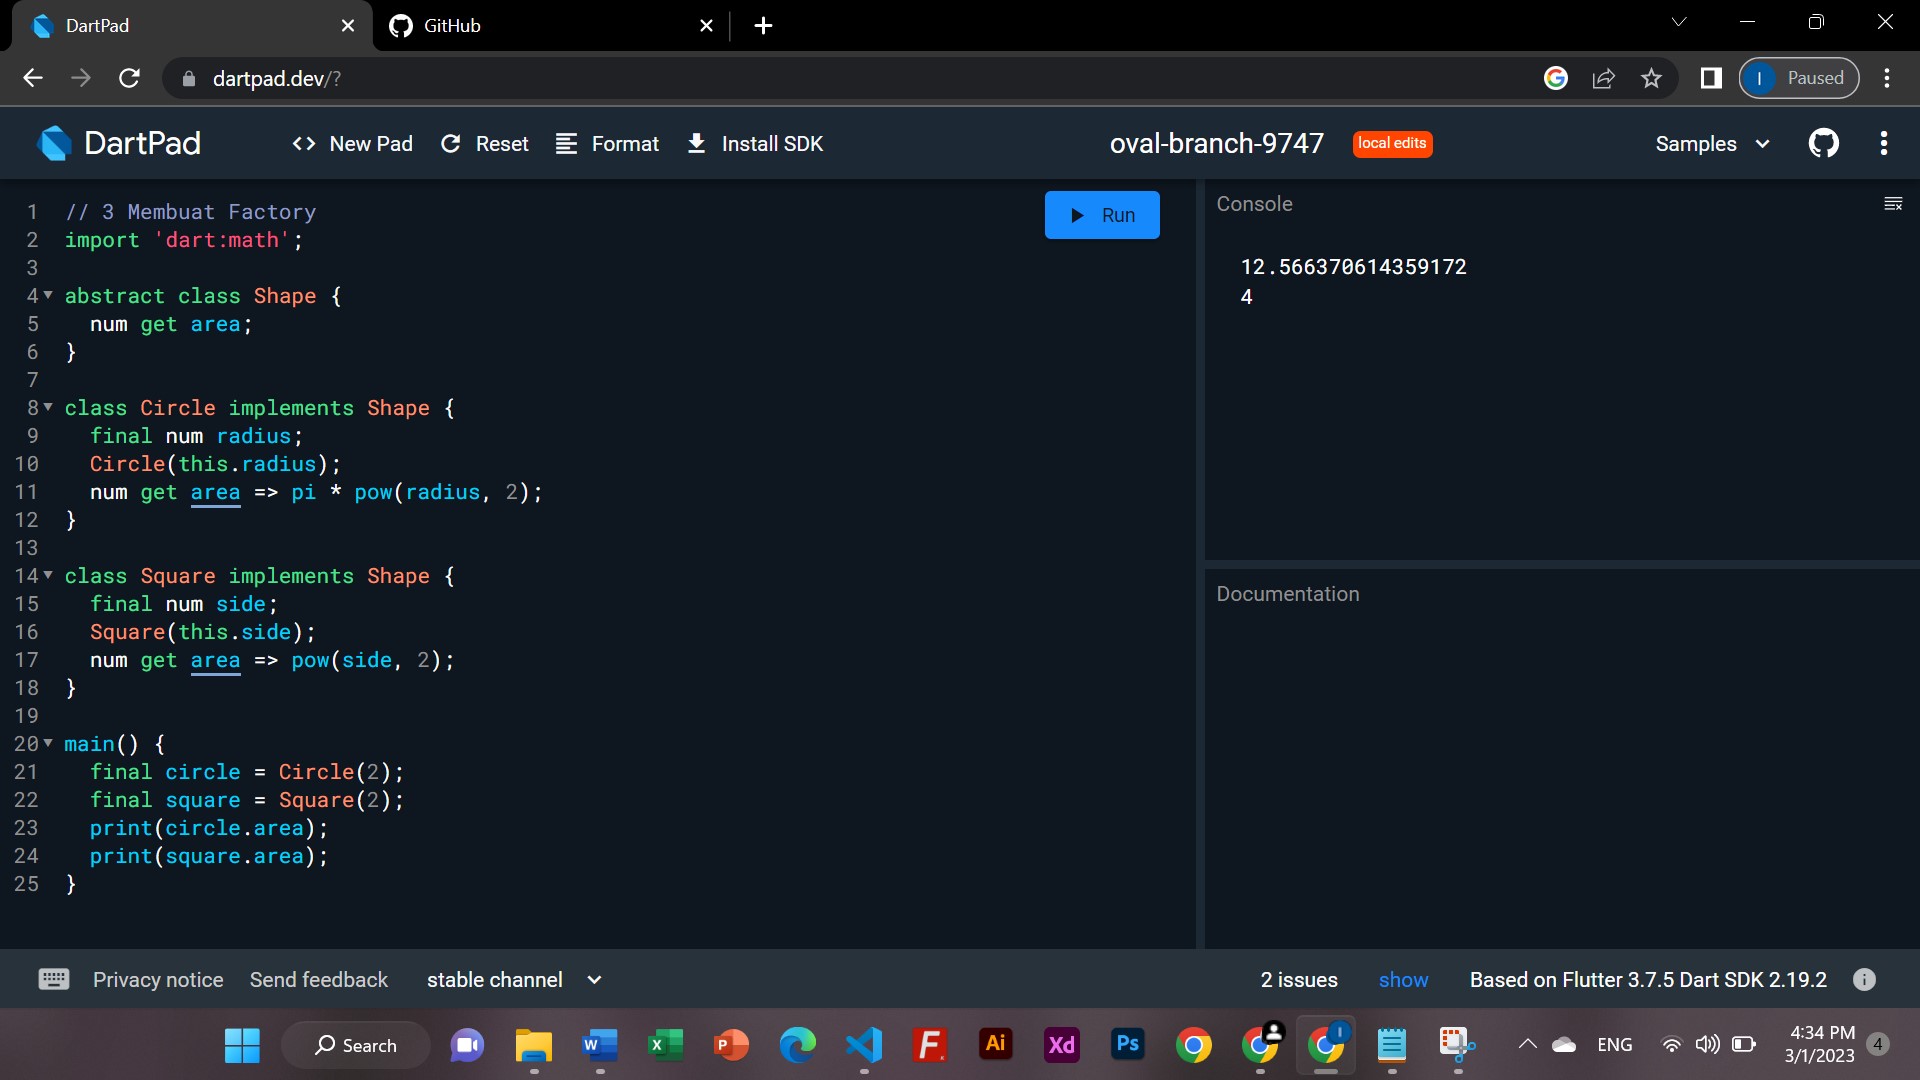 DartPad
GitHub
dartpad.dev/?
Paused
DartPad
New Pad
Reset
Format
Install SDK
oval-branch-9747
local edits
Samples
1 // 3 Membuat Factory
2 import 'dart:math';
3
4 abstract class Shape {
5   num get area;
6 }
7
8 class Circle implements Shape {
9   final num radius;
10   Circle(this.radius);
11   num get area => pi * pow(radius, 2);
12 }
13
14 class Square implements Shape {
15   final num side;
16   Square(this.side);
17   num get area => pow(side, 2);
18 }
19
20 main() {
21   final circle = Circle(2);
22   final square = Square(2);
23   print(circle.area);
24   print(square.area);
25 }
Run
Console
12.566370614359172
4
Documentation
Privacy notice
Send feedback
stable channel
2 issues
show
Based on Flutter 3.7.5 Dart SDK 2.19.2
Search
Ai
Xd
Ps
ENG
4:34 PM
3/1/2023
4